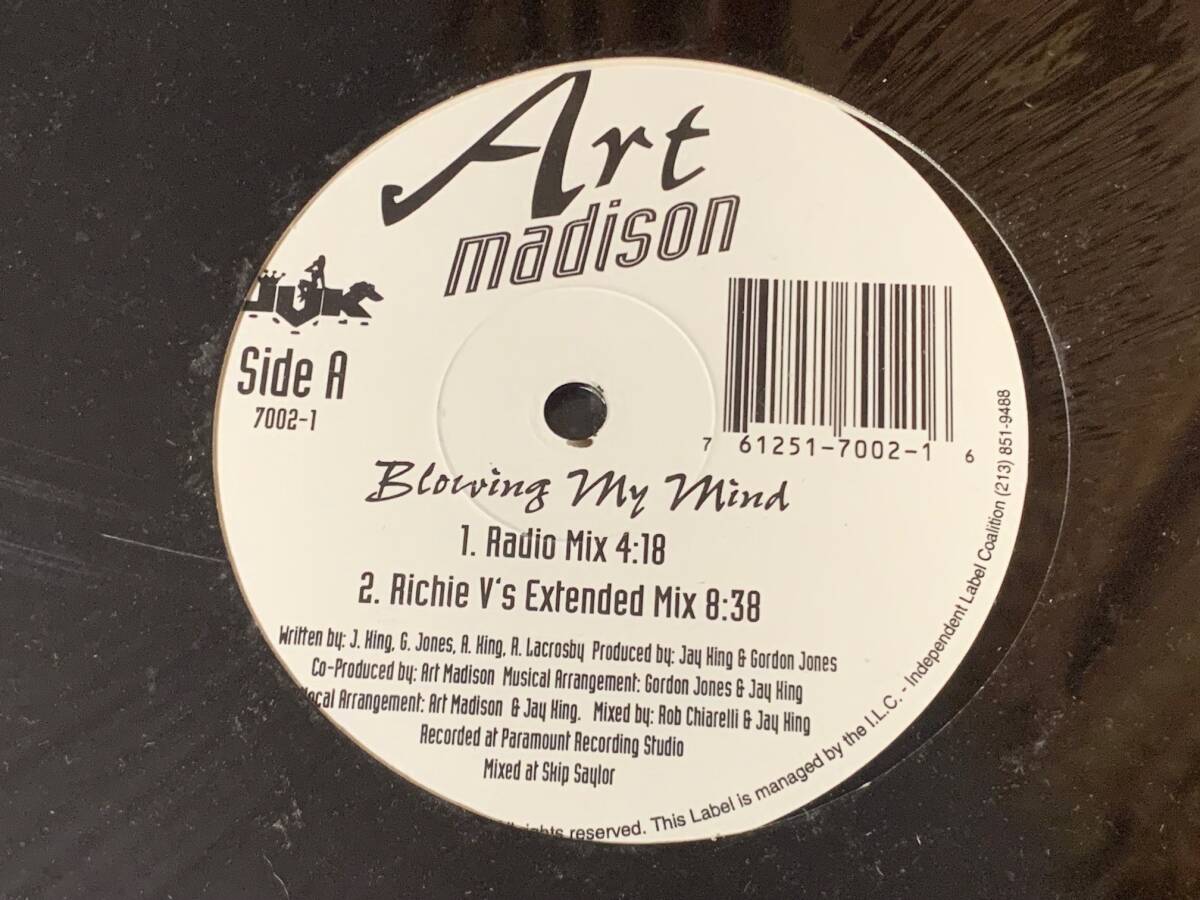 Art
madison
JUK
Side A
7002-1
7 61251-7002-1 6
Blowing My Mind
1. Radio Mix 4:18
2. Richie V's Extended Mix 8:38
Written by: J. King, G. Jones, A. King, A. Lacrosby Produced by: Jay King & Gordon Jones
Co-Produced by: Art Madison Musical Arrangement: Gordon Jones & Jay King
Vocal Arrangement: Art Madison & Jay King. Mixed by: Rob Chiarelli & Jay King
Recorded at Paramount Recording Studio
Mixed at Skip Saylor
reserved. This Label is managed by the I.L.C. - Independent Label Coalition (213) 851-9488